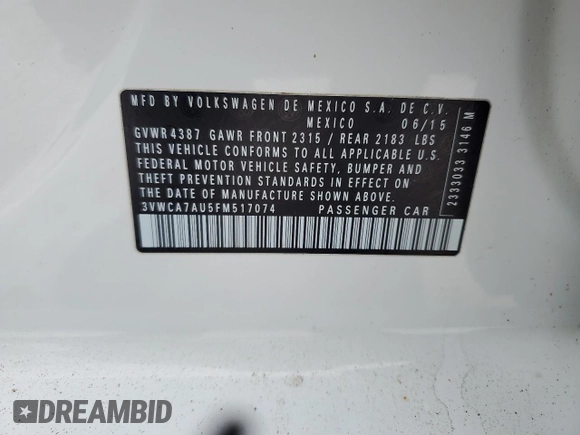 MFD BY VOLKSWAGEN DE MEXICO S.A. DE C.V.
MEXICO 06/15
GVWR 4387 GAWR FRONT 2315 / REAR 2183 LBS
THIS VEHICLE CONFORMS TO ALL APPLICABLE U.S.
FEDERAL MOTOR VEHICLE SAFETY, BUMPER AND
THEFT PREVENTION STANDARDS IN EFFECT ON
THE DATE OF MANUFACTURE SHOWN ABOVE.
3VWCA7AU5FM517074 PASSENGER CAR
2333033 3146 M
DREAMBID